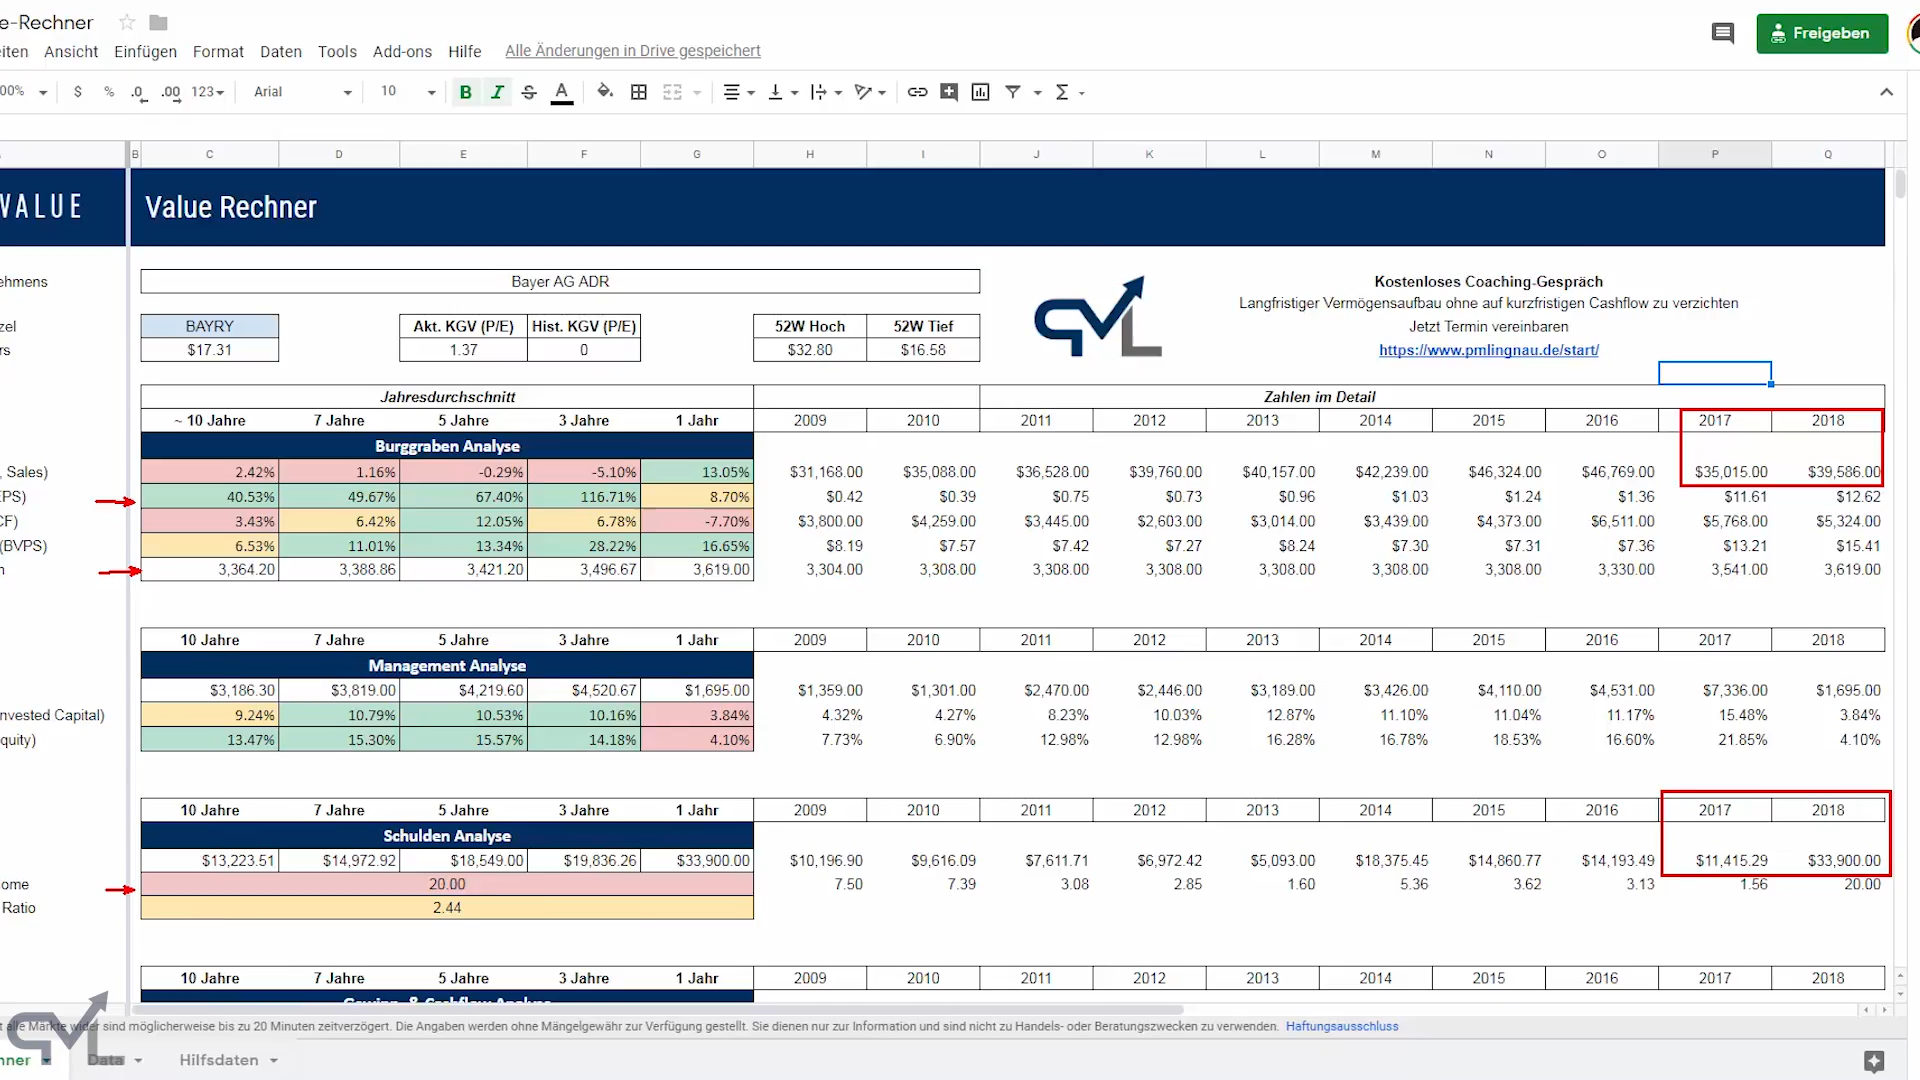 e-Rechner
eiten Ansicht Einfügen Format Daten Tools Add-ons Hilfe Alle Änderungen in Drive gespeichert
Freigeben
00% $ % .0 .00 123 Arial 10 B I S A Σ
B C D E F G H I J K L M N O P Q
VALUE Value Rechner
ehmens Bayer AG ADR
zel BAYRY Akt. KGV (P/E) Hist. KGV (P/E) 52W Hoch 52W Tief
rs $17.31 1.37 0 $32.80 $16.58
Kostenloses Coaching-Gespräch
Langfristiger Vermögensaufbau ohne auf kurzfristigen Cashflow zu verzichten
Jetzt Termin vereinbaren
https://www.pmlingnau.de/start/
Jahresdurchschnitt Zahlen im Detail
~ 10 Jahre 7 Jahre 5 Jahre 3 Jahre 1 Jahr 2009 2010 2011 2012 2013 2014 2015 2016 2017 2018
Burggraben Analyse
, Sales) 2.42% 1.16% -0.29% -5.10% 13.05% $31,168.00 $35,088.00 $36,528.00 $39,760.00 $40,157.00 $42,239.00 $46,324.00 $46,769.00 $35,015.00 $39,586.00
EPS) 40.53% 49.67% 67.40% 116.71% 8.70% $0.42 $0.39 $0.75 $0.73 $0.96 $1.03 $1.24 $1.36 $11.61 $12.62
CF) 3.43% 6.42% 12.05% 6.78% -7.70% $3,800.00 $4,259.00 $3,445.00 $2,603.00 $3,014.00 $3,439.00 $4,373.00 $6,511.00 $5,768.00 $5,324.00
(BVPS) 6.53% 11.01% 13.34% 28.22% 16.65% $8.19 $7.57 $7.42 $7.27 $8.24 $7.30 $7.31 $7.36 $13.21 $15.41
n 3,364.20 3,388.86 3,421.20 3,496.67 3,619.00 3,304.00 3,308.00 3,308.00 3,308.00 3,308.00 3,308.00 3,308.00 3,330.00 3,541.00 3,619.00
10 Jahre 7 Jahre 5 Jahre 3 Jahre 1 Jahr 2009 2010 2011 2012 2013 2014 2015 2016 2017 2018
Management Analyse
$3,186.30 $3,819.00 $4,219.60 $4,520.67 $1,695.00 $1,359.00 $1,301.00 $2,470.00 $2,446.00 $3,189.00 $3,426.00 $4,110.00 $4,531.00 $7,336.00 $1,695.00
nvested Capital) 9.24% 10.79% 10.53% 10.16% 3.84% 4.32% 4.27% 8.23% 10.03% 12.87% 11.10% 11.04% 11.17% 15.48% 3.84%
quity) 13.47% 15.30% 15.57% 14.18% 4.10% 7.73% 6.90% 12.98% 12.98% 16.28% 16.78% 18.53% 16.60% 21.85% 4.10%
10 Jahre 7 Jahre 5 Jahre 3 Jahre 1 Jahr 2009 2010 2011 2012 2013 2014 2015 2016 2017 2018
Schulden Analyse
$13,223.51 $14,972.92 $18,549.00 $19,836.26 $33,900.00 $10,196.90 $9,616.09 $7,611.71 $6,972.42 $5,093.00 $18,375.45 $14,860.77 $14,193.49 $11,415.29 $33,900.00
ome 20.00 7.50 7.39 3.08 2.85 1.60 5.36 3.62 3.13 1.56 20.00
Ratio 2.44
10 Jahre 7 Jahre 5 Jahre 3 Jahre 1 Jahr 2009 2010 2011 2012 2013 2014 2015 2016 2017 2018
Gewinn- & Cashflow Analyse
t alle Märkte wider sind möglicherweise bis zu 20 Minuten zeitverzögert. Die Angaben werden ohne Mängelgewähr zur Verfügung gestellt. Sie dienen nur zur Information und sind nicht zu Handels- oder Beratungszwecken zu verwenden. Haftungsausschluss
hner Data Hilfsdaten